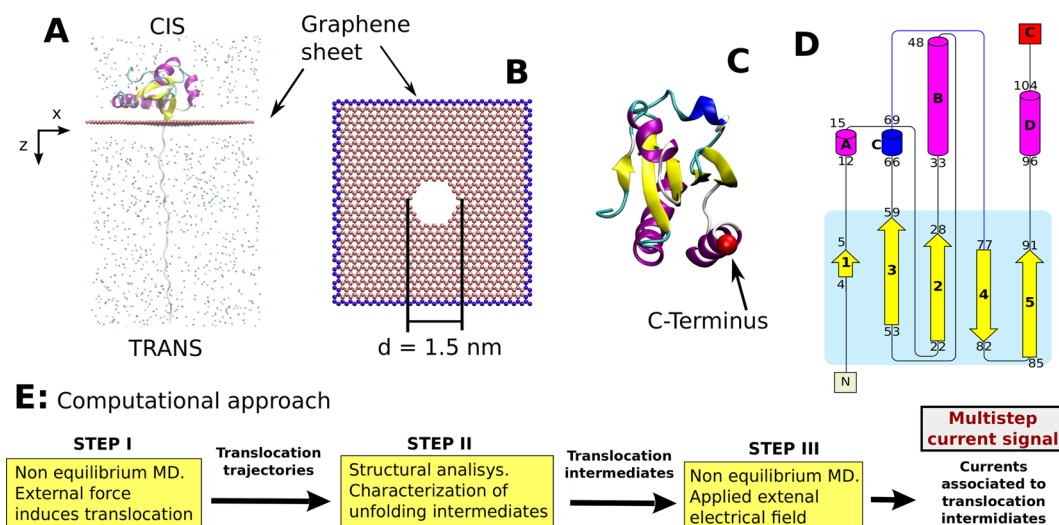 A
CIS
x
z
TRANS
Graphene
sheet
B
d = 1.5 nm
C
C-Terminus
D
48
C
B
104
15
69
D
A
C
12
66
33
96
59
28
77
91
5
1
3
2
4
5
4
53
22
82
85
N
E: Computational approach
STEP I
Non equilibrium MD.
External force
induces translocation
Translocation
trajectories
STEP II
Structural analisys.
Characterization of
unfolding intermediates
Translocation
intermediates
STEP III
Non equilibrium MD.
Applied extenal
electrical field
Multistep
current signal
Currents
associated to
translocation
intermidiates